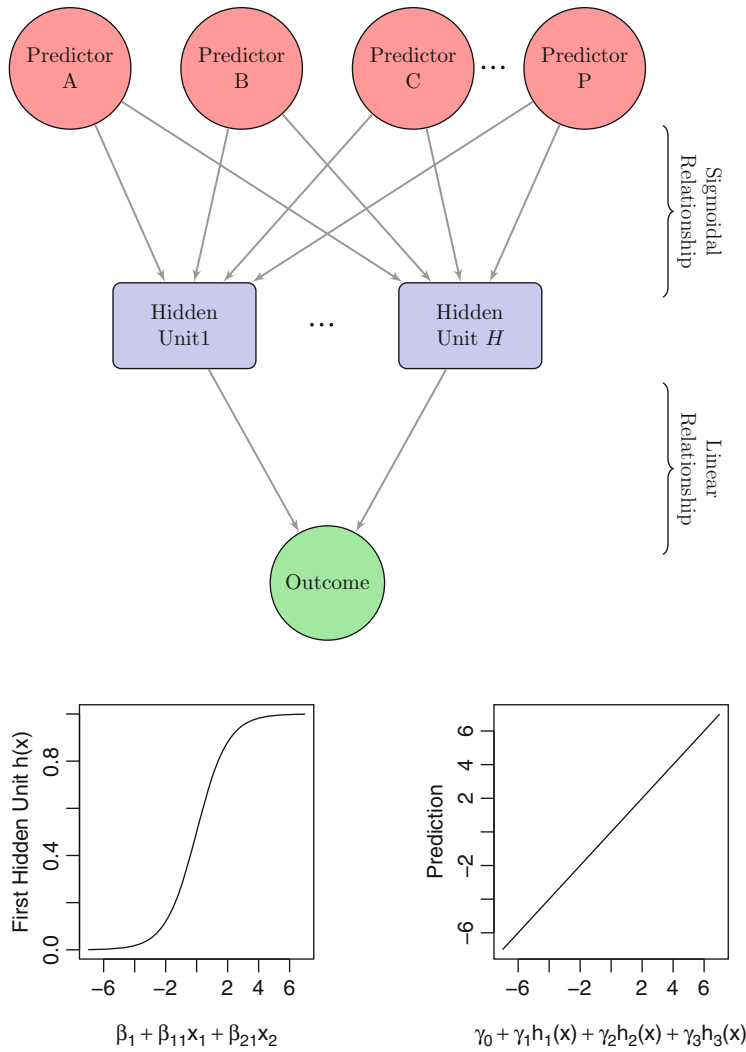 Predictor
A
Predictor
B
Predictor
C
...
Predictor
P
Sigmoidal
Relationship
Hidden
Unit1
...
Hidden
Unit H
Linear
Relationship
Outcome
First Hidden Unit h(x)
0.0
0.4
0.8
−6
−2
2
4
6
β1 + β11x1 + β21x2
Prediction
−6
−2
2
4
6
−6
−2
2
4
6
γ0 + γ1h1(x) + γ2h2(x) + γ3h3(x)